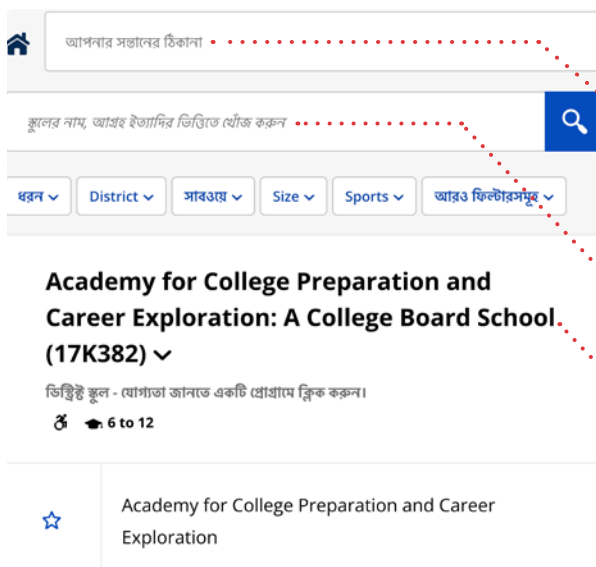 আপনার সন্তানের ঠিকানা
স্কুলের নাম, আগ্রহ ইত্যাদির ভিত্তিতে খোঁজ করুন
ধরন District সাবওয়ে Size Sports আরও ফিল্টারসমূহ
Academy for College Preparation and
Career Exploration: A College Board School
(17K382)
ডিস্ট্রিক্ট স্কুল - যোগ্যতা জানতে একটি প্রোগ্রামে ক্লিক করুন।
6 to 12
Academy for College Preparation and Career
Exploration